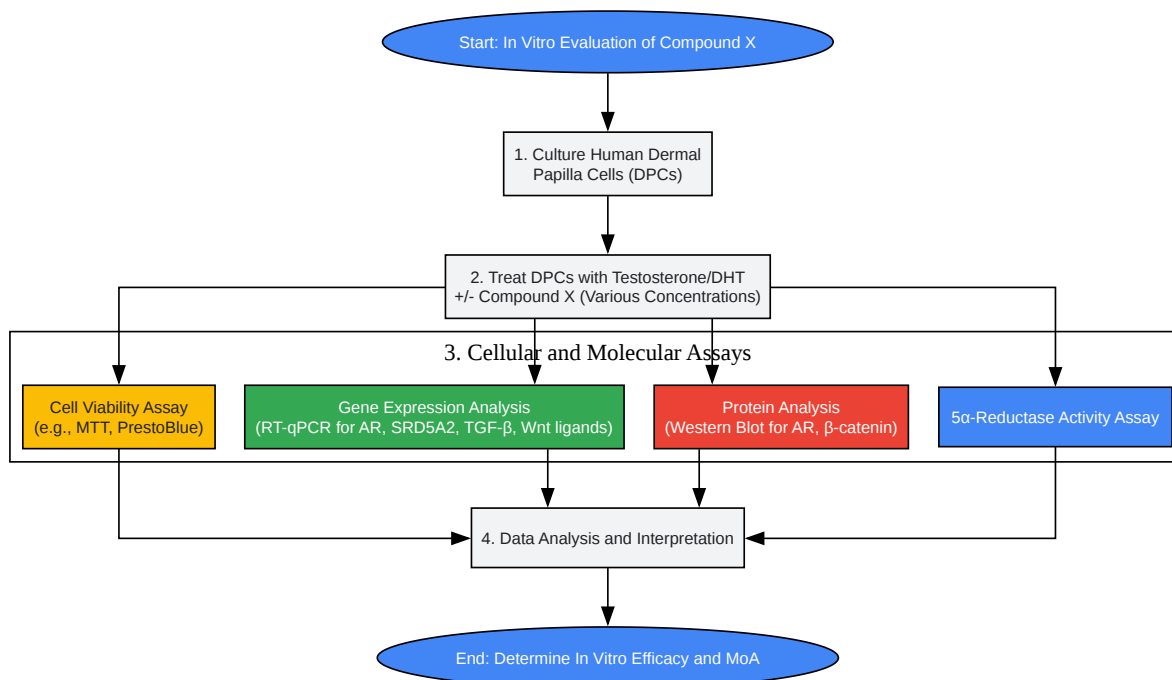 Start: In Vitro Evaluation of Compound X
1. Culture Human Dermal
Papilla Cells (DPCs)
2. Treat DPCs with Testosterone/DHT
+/- Compound X (Various Concentrations)
3. Cellular and Molecular Assays
Cell Viability Assay
(e.g., MTT, PrestoBlue)
Gene Expression Analysis
(RT-qPCR for AR, SRD5A2, TGF-β, Wnt ligands)
Protein Analysis
(Western Blot for AR, β-catenin)
5α-Reductase Activity Assay
4. Data Analysis and Interpretation
End: Determine In Vitro Efficacy and MoA